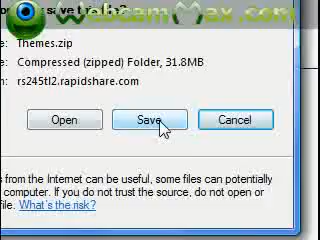 WebcamMax.com
save this file?
Themes.zip
Compressed (zipped) Folder, 31.8MB
rs245tl2.rapidshare.com
Open Save Cancel
from the Internet can be useful, some files can potentially
computer. If you do not trust the source, do not open or
file. What's the risk?